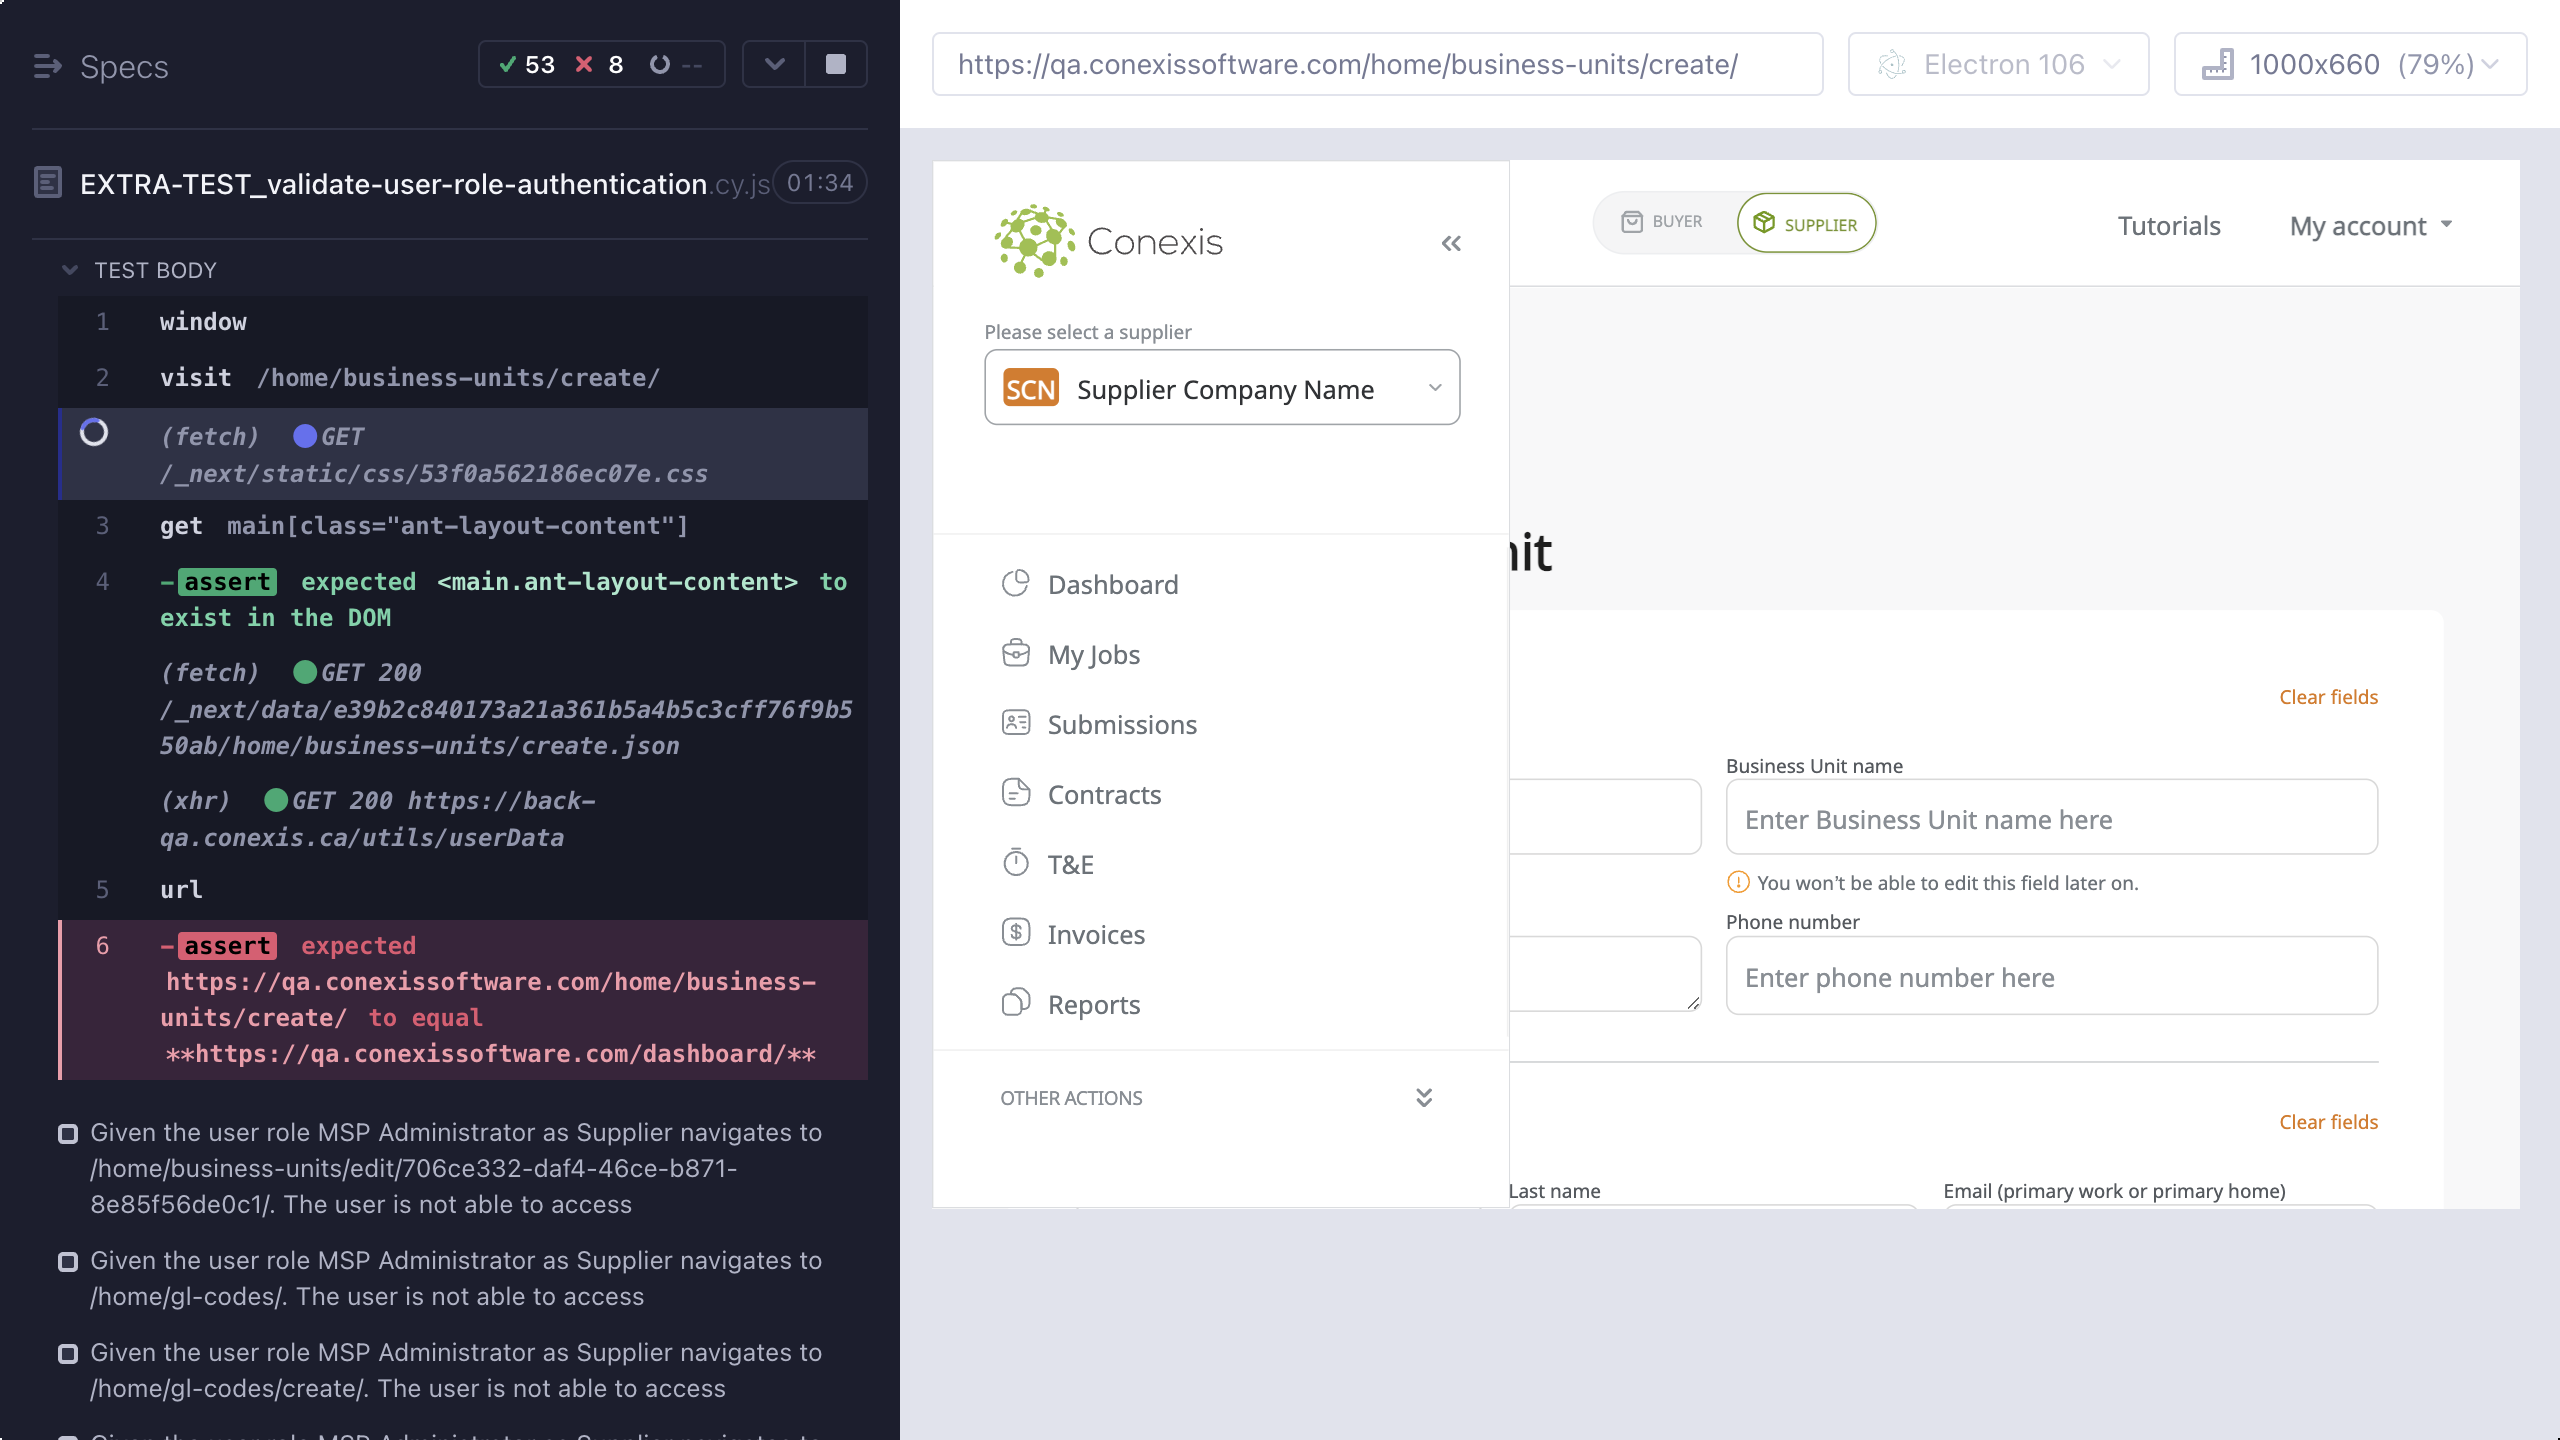 Specs
53
8
--
EXTRA-TEST_validate-user-role-authentication.cy.js
01:34
TEST BODY
1 window
2 visit /home/business-units/create/
(fetch) GET
/_next/static/css/53f0a562186ec07e.css
3 get main[class="ant-layout-content"]
4 -assert expected <main.ant-layout-content> to
exist in the DOM
(fetch) GET 200
/_next/data/e39b2c840173a21a361b5a4b5c3cff76f9b5
50ab/home/business-units/create.json
(xhr) GET 200 https://back-
qa.conexis.ca/utils/userData
5 url
6 -assert expected
https://qa.conexissoftware.com/home/business-
units/create/ to equal
**https://qa.conexissoftware.com/dashboard/**
Given the user role MSP Administrator as Supplier navigates to
/home/business-units/edit/706ce332-daf4-46ce-b871-
8e85f56de0c1/. The user is not able to access
Given the user role MSP Administrator as Supplier navigates to
/home/gl-codes/. The user is not able to access
Given the user role MSP Administrator as Supplier navigates to
/home/gl-codes/create/. The user is not able to access
https://qa.conexissoftware.com/home/business-units/create/
Electron 106
1000x660 (79%)
Conexis
Please select a supplier
SCN Supplier Company Name
Dashboard
My Jobs
Submissions
Contracts
T&E
Invoices
Reports
OTHER ACTIONS
BUYER
SUPPLIER
Tutorials
My account
nit
Clear fields
Business Unit name
Enter Business Unit name here
You won't be able to edit this field later on.
Phone number
Enter phone number here
Clear fields
Last name
Email (primary work or primary home)